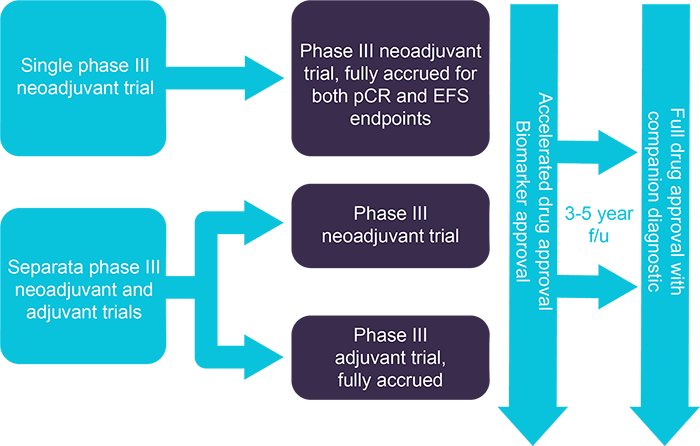 Single phase III
neoadjuvant trial
Phase III neoadjuvant
trial, fully accrued for
both pCR and EFS
endpoints
Separata phase III
neoadjuvant and
adjuvant trials
Phase III
neoadjuvant trial
Phase III
adjuvant trial,
fully accrued
Accelerated drug approval
Biomarker approval
3-5 year
f/u
Full drug approval with
companion diagnostic